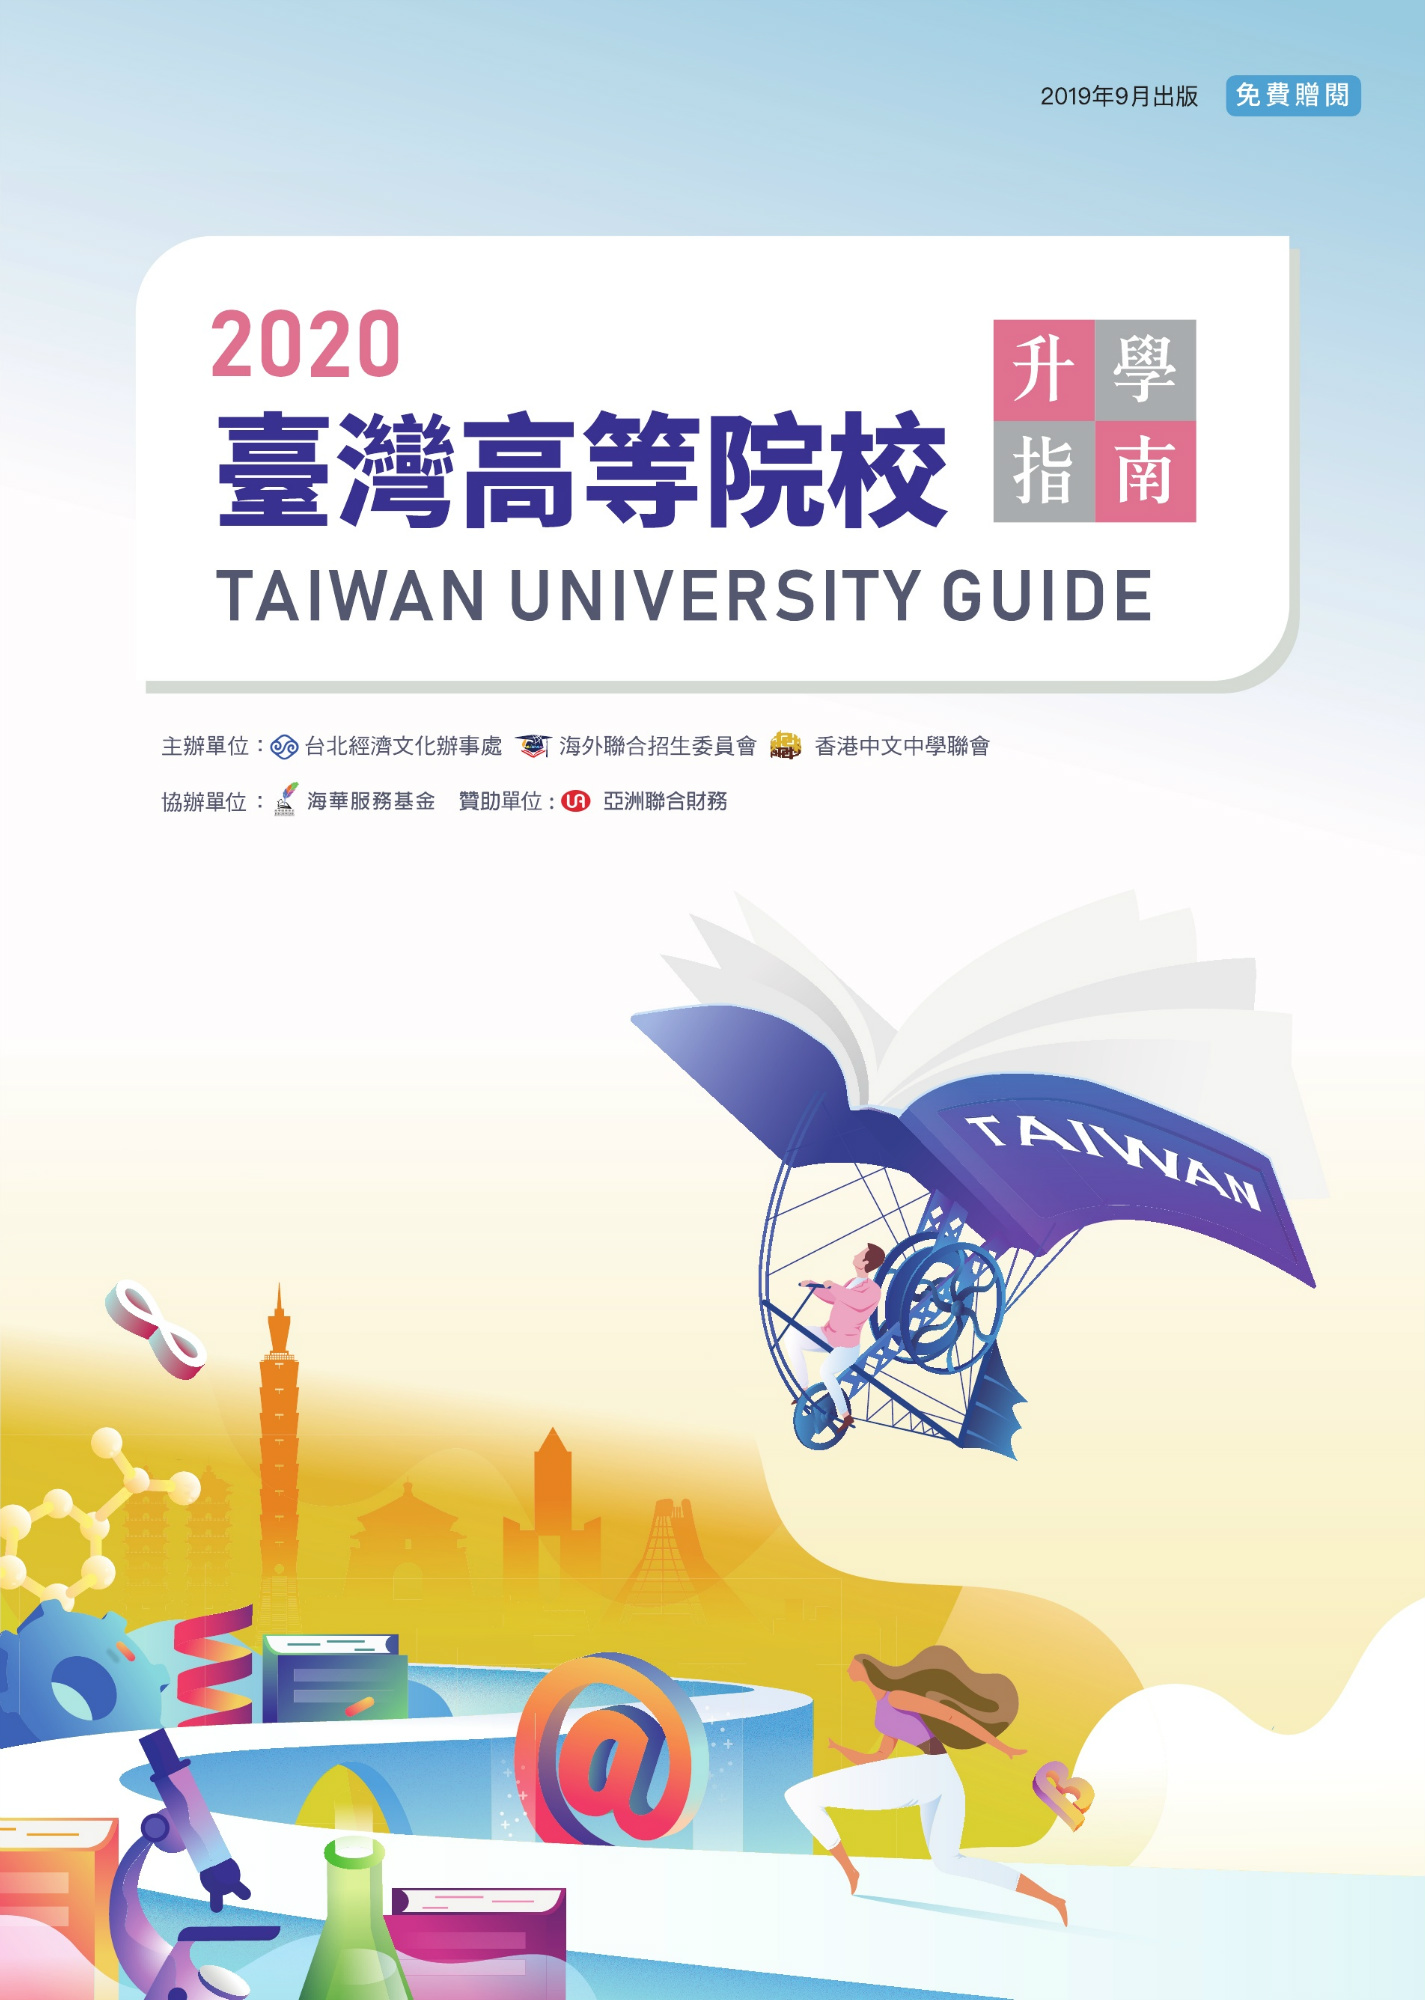 2019年9月出版 免費贈閱
2020
臺灣高等院校
升學
指南
TAIWAN UNIVERSITY GUIDE
主辦單位：台北經濟文化辦事處 海外聯合招生委員會 香港中文中學聯會
協辦單位：海華服務基金 贊助單位：UA 亞洲聯合財務
TAIWAN
@